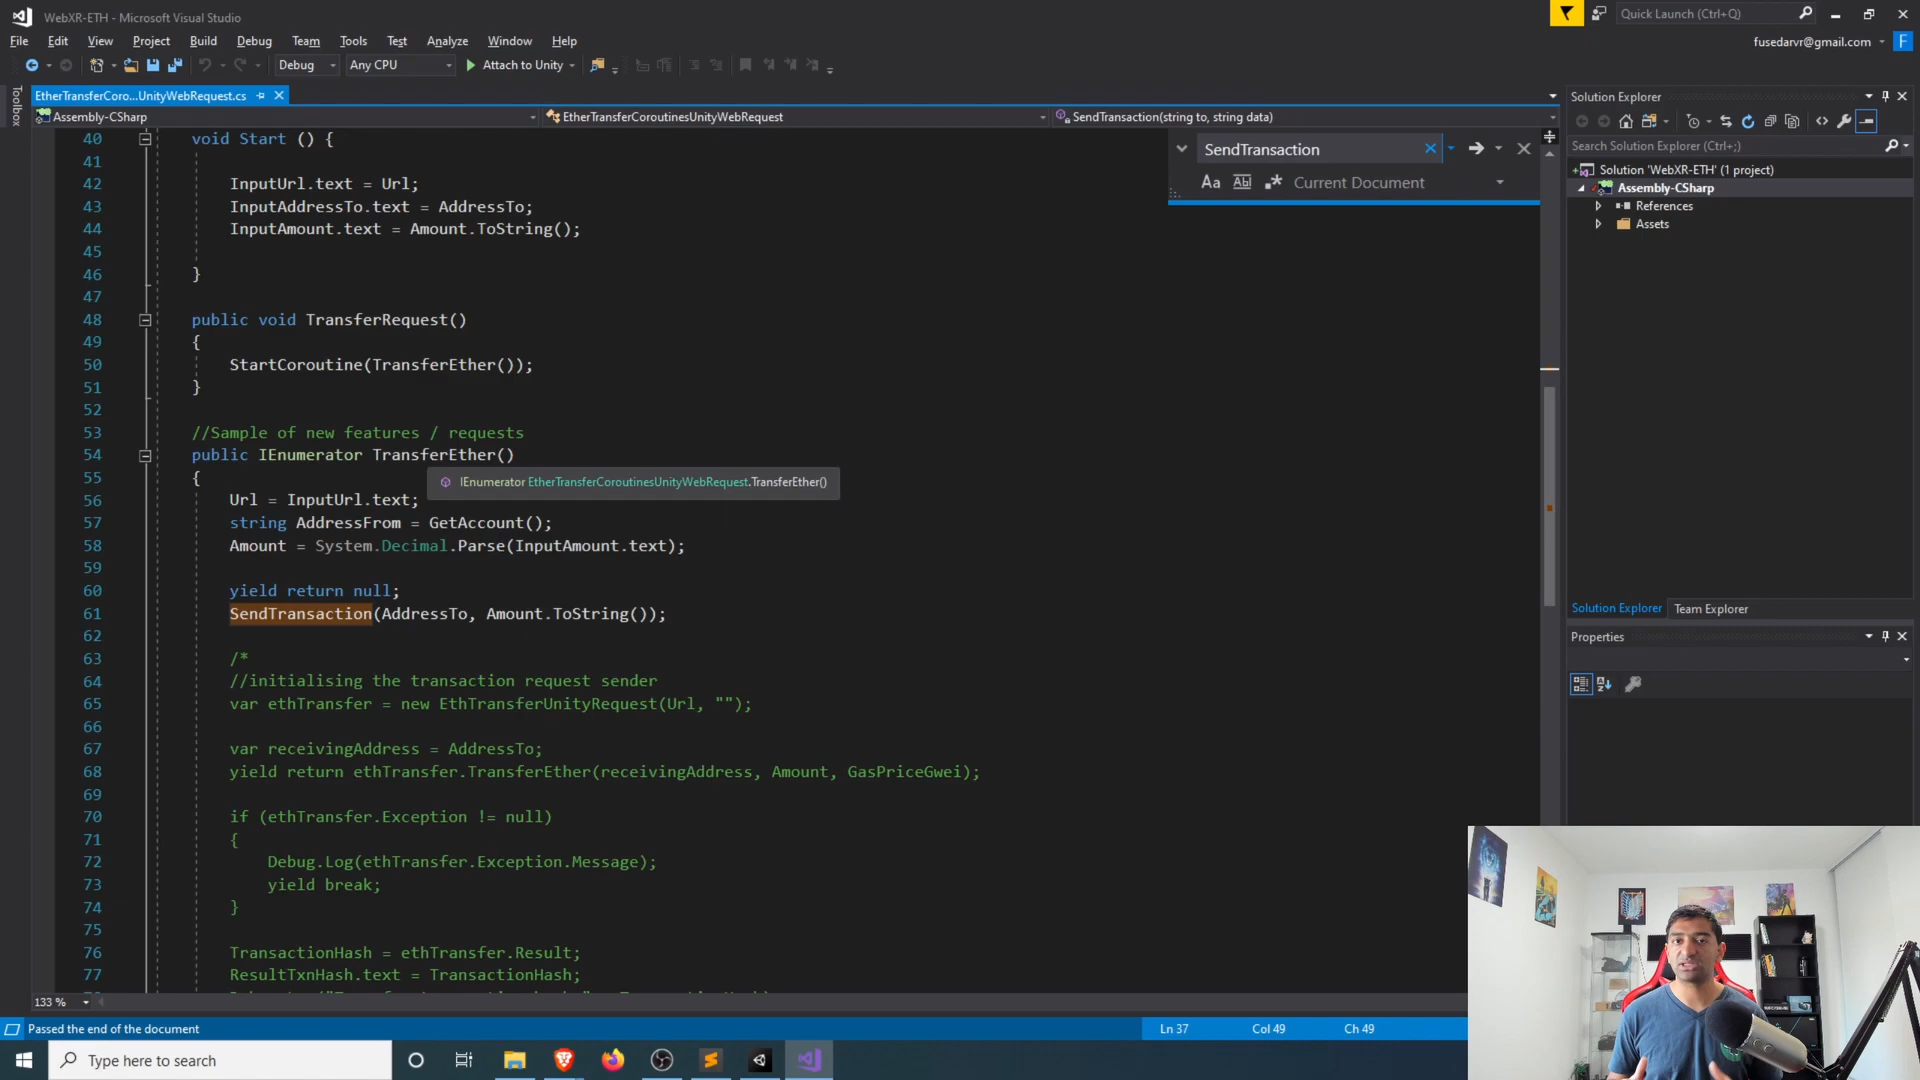 WebXR-ETH - Microsoft Visual Studio
Quick Launch (Ctrl+Q)
File Edit View Project Build Debug Team Tools Test Analyze Window Help
fusedarvr@gmail.com F
Debug Any CPU Attach to Unity
Toolbox
EtherTransferCoro...UnityWebRequest.cs
Assembly-CSharp EtherTransferCoroutinesUnityWebRequest SendTransaction(string to, string data)
SendTransaction
Aa Abl .* Current Document
40 void Start () {
41
42 InputUrl.text = Url;
43 InputAddressTo.text = AddressTo;
44 InputAmount.text = Amount.ToString();
45
46 }
47
48 public void TransferRequest()
49 {
50 StartCoroutine(TransferEther());
51 }
52
53 //Sample of new features / requests
54 public IEnumerator TransferEther()
55 {
IEnumerator EtherTransferCoroutinesUnityWebRequest.TransferEther()
56 Url = InputUrl.text;
57 string AddressFrom = GetAccount();
58 Amount = System.Decimal.Parse(InputAmount.text);
59
60 yield return null;
61 SendTransaction(AddressTo, Amount.ToString());
62
63 /*
64 //initialising the transaction request sender
65 var ethTransfer = new EthTransferUnityRequest(Url, "");
66
67 var receivingAddress = AddressTo;
68 yield return ethTransfer.TransferEther(receivingAddress, Amount, GasPriceGwei);
69
70 if (ethTransfer.Exception != null)
71 {
72 Debug.Log(ethTransfer.Exception.Message);
73 yield break;
74 }
75
76 TransactionHash = ethTransfer.Result;
77 ResultTxnHash.text = TransactionHash;
133 %
Solution Explorer
Search Solution Explorer (Ctrl+;)
Solution 'WebXR-ETH' (1 project)
Assembly-CSharp
References
Assets
Solution Explorer Team Explorer
Properties
Passed the end of the document
Ln 37 Col 49 Ch 49
Type here to search